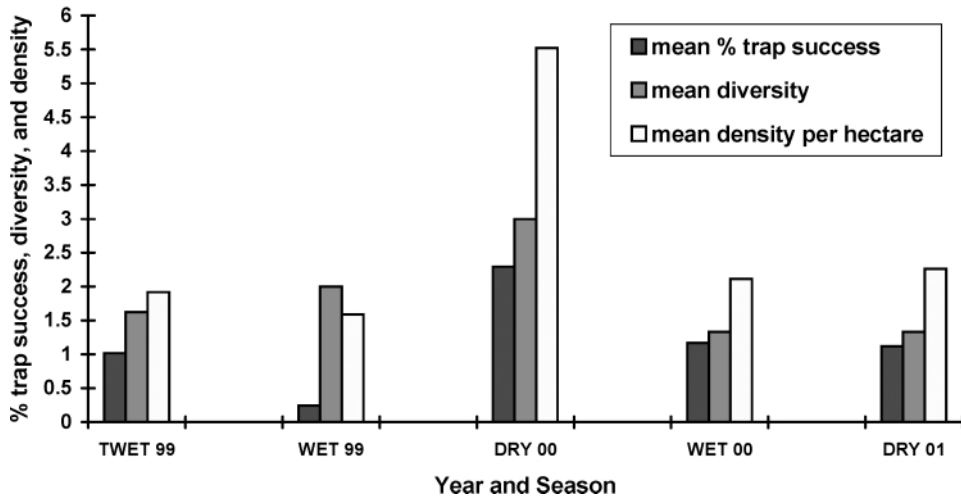 % trap success, diversity, and density
6
5.5
5
4.5
4
3.5
3
2.5
2
1.5
1
0.5
0
mean % trap success
mean diversity
mean density per hectare
TWET 99
WET 99
DRY 00
WET 00
DRY 01
Year and Season